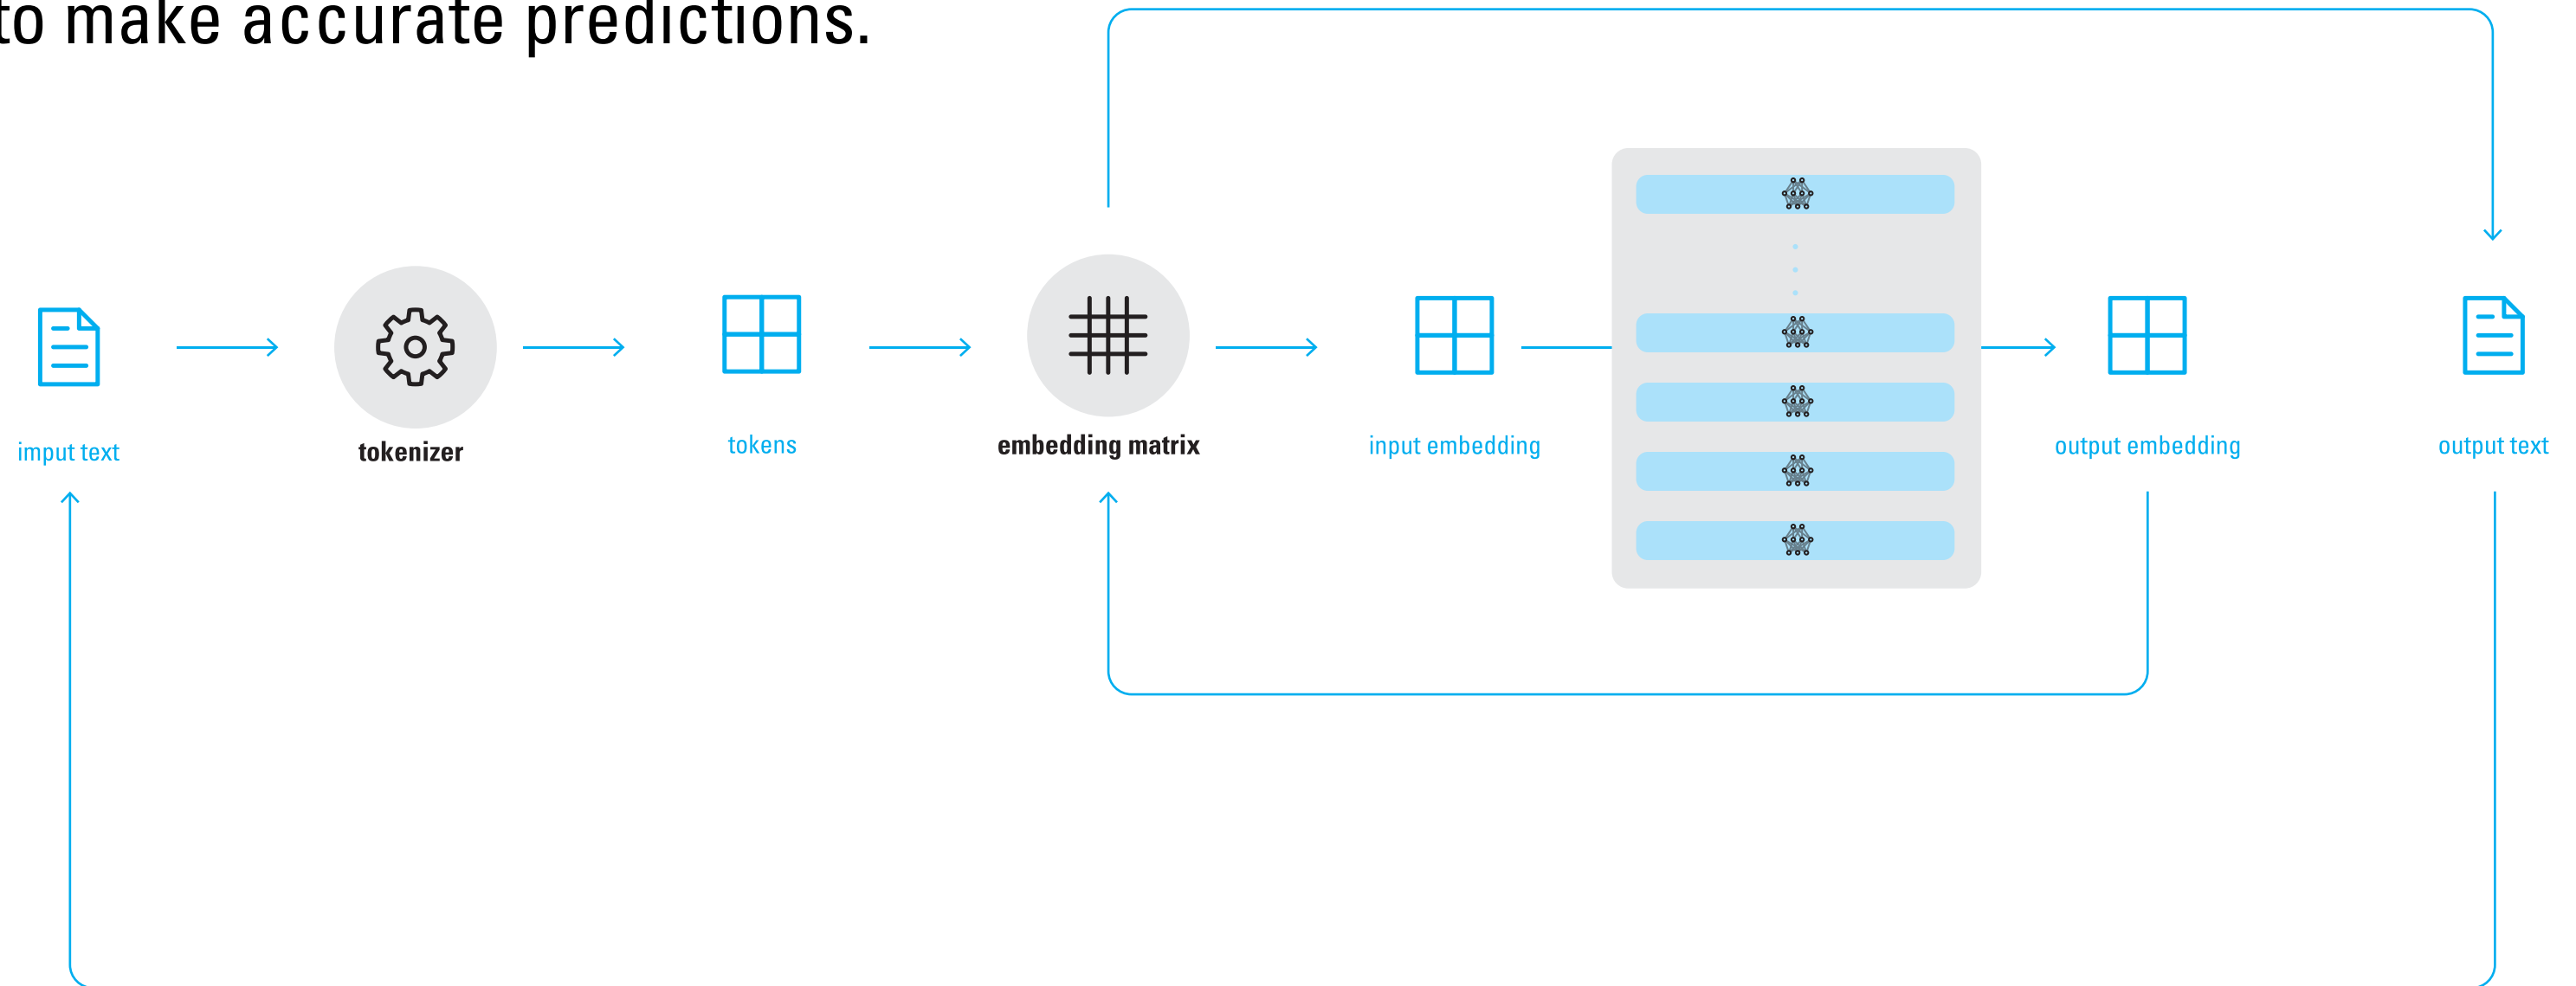 to make accurate predictions.
imput text
tokenizer
tokens
embedding matrix
input embedding
output embedding
output text